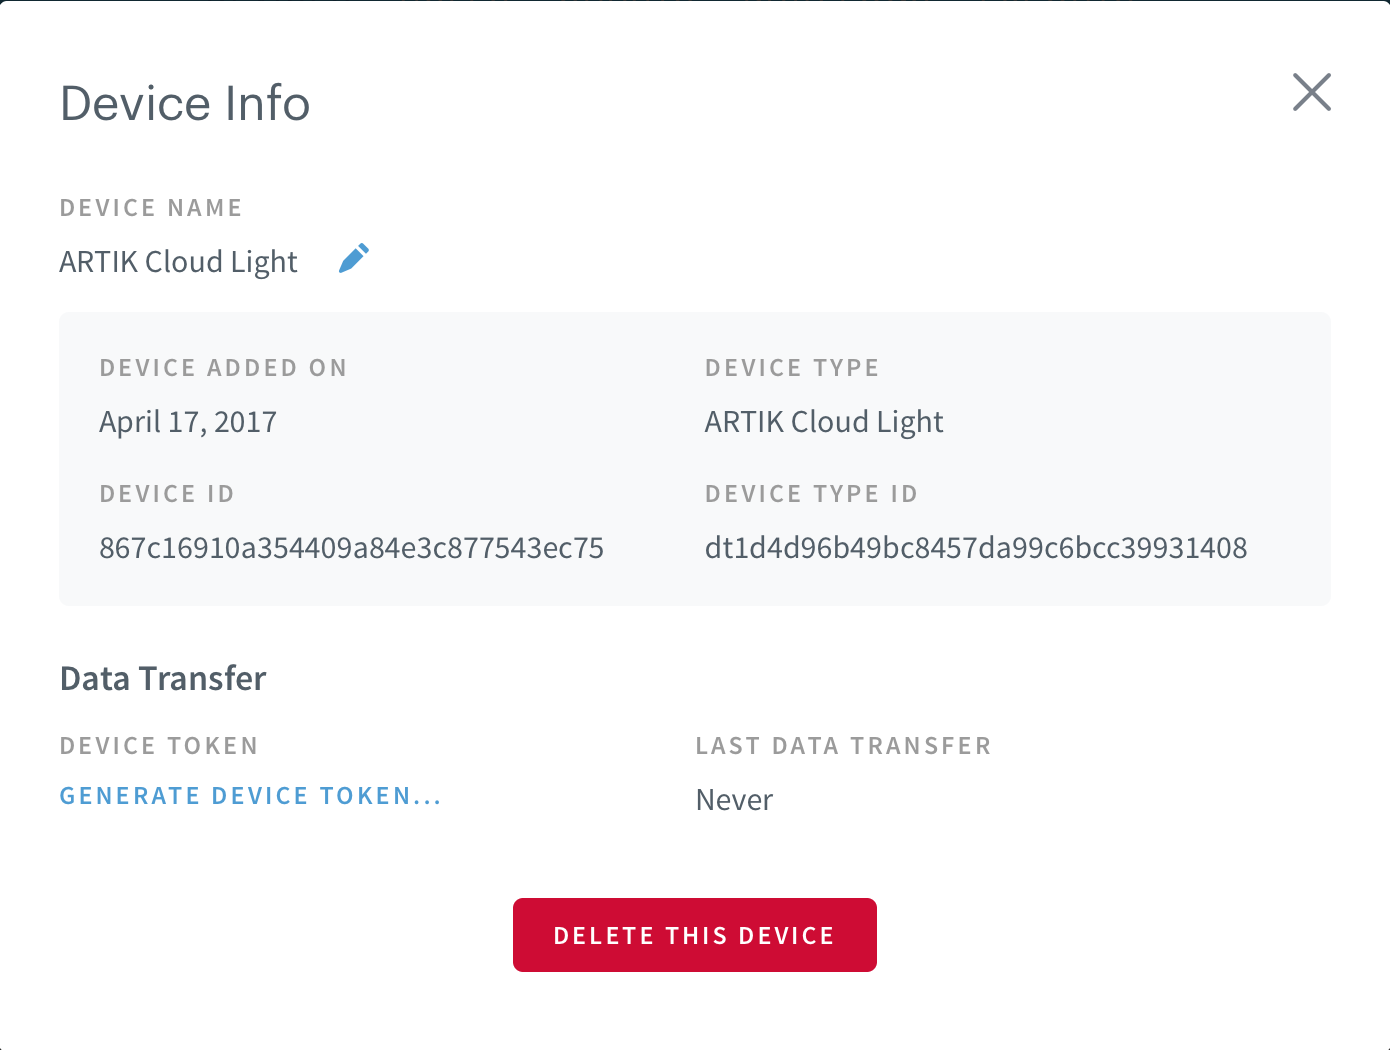 Device Info
DEVICE NAME
ARTIK Cloud Light
DEVICE ADDED ON
April 17, 2017
DEVICE TYPE
ARTIK Cloud Light
DEVICE ID
867c16910a354409a84e3c877543ec75
DEVICE TYPE ID
dt1d4d96b49bc8457da99c6bcc39931408
Data Transfer
DEVICE TOKEN
GENERATE DEVICE TOKEN...
LAST DATA TRANSFER
Never
DELETE THIS DEVICE